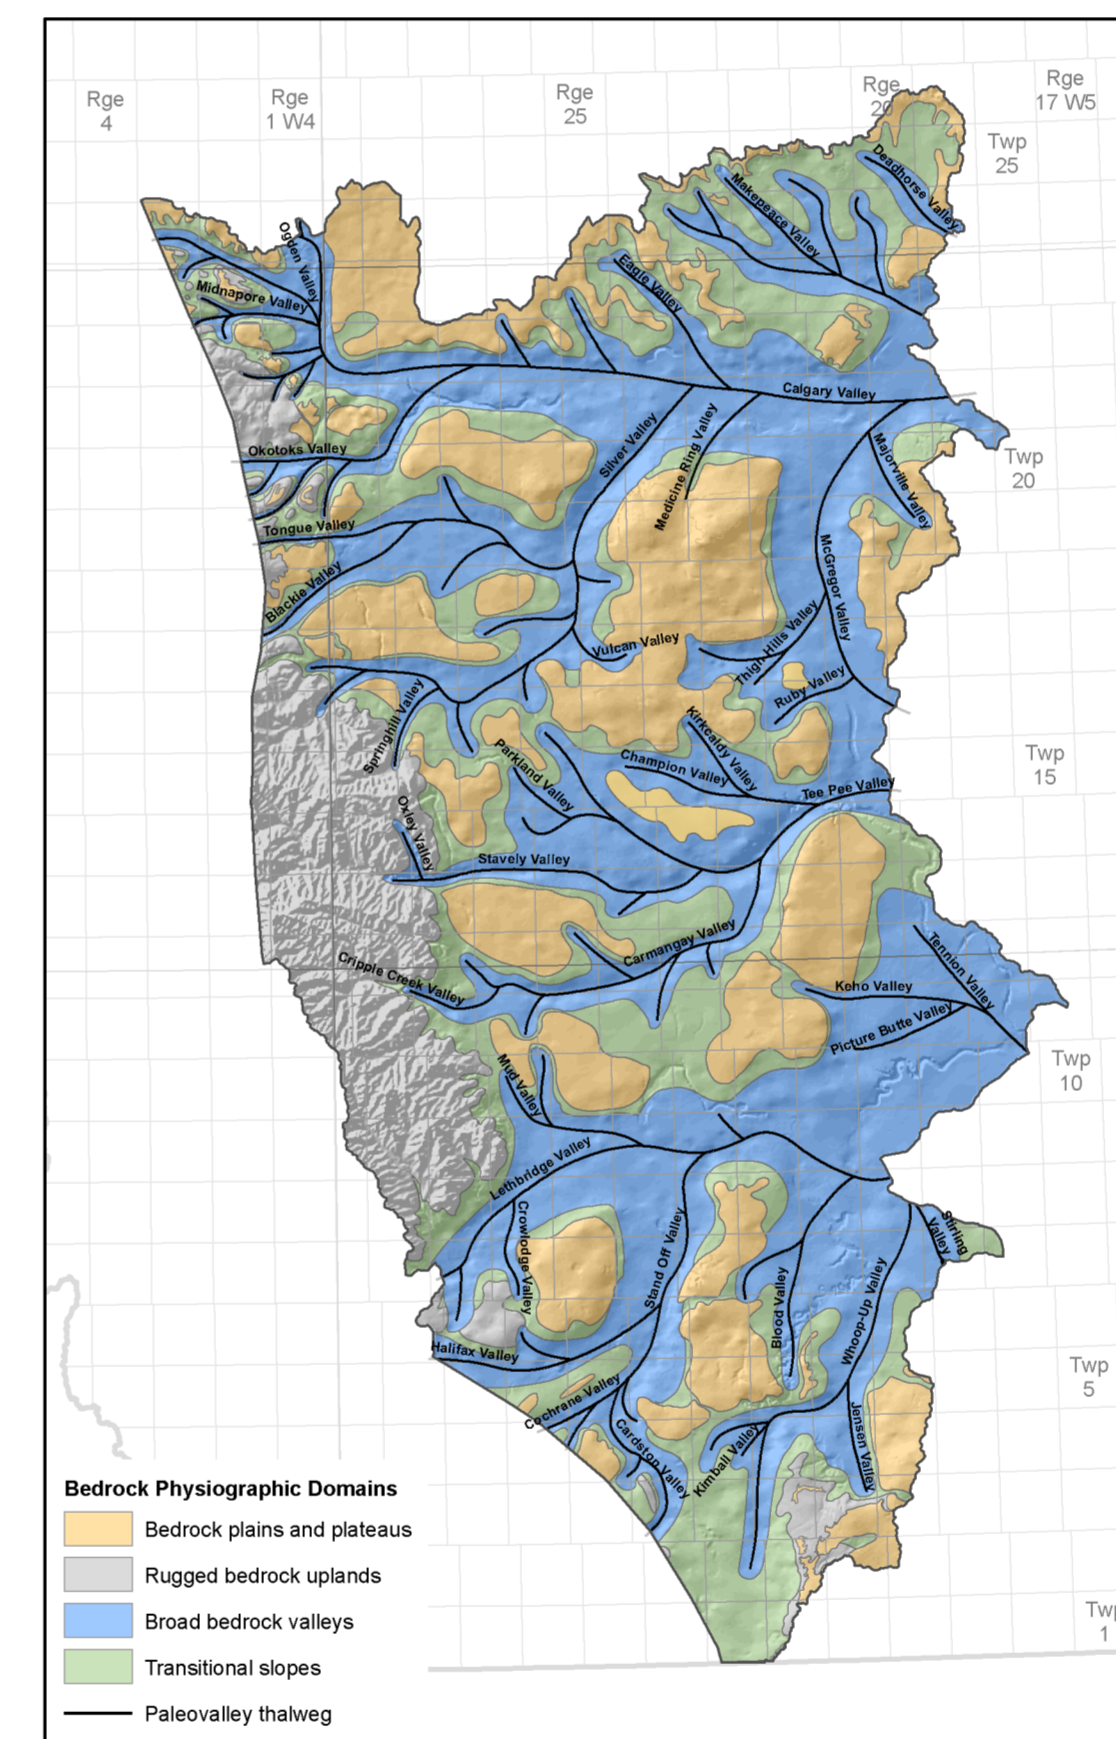 Rge
4
Rge
1 W4
Rge
25
Rge
20
Rge
17 W5
Twp
25
Deadhorse Valley
Makepeace Valley
Ogden Valley
Eagle Valley
Midnapore Valley
Calgary Valley
Silver Valley
Medicine Ring Valley
Majorville Valley
Okotoks Valley
Twp
20
Tongue Valley
McGregor Valley
Blackie Valley
Vulcan Valley
Thigh Hills Valley
Ruby Valley
Springhill Valley
Kirkcaldy Valley
Parkland Valley
Champion Valley
Tee Pee Valley
Twp
15
Oxley Valley
Stavely Valley
Carmangay Valley
Cripple Creek Valley
Tennion Valley
Keho Valley
Picture Butte Valley
Twp
10
Mud Valley
Lethbridge Valley
Crowlodge Valley
Stand Off Valley
Stirling
Valley
Blood Valley
Whoop-Up Valley
Halifax Valley
Twp
5
Cochrane Valley
Cardston Valley
Kimball Valley
Jensen Valley
Bedrock Physiographic Domains
Bedrock plains and plateaus
Rugged bedrock uplands
Broad bedrock valleys
Transitional slopes
Paleovalley thalweg
Twp
1